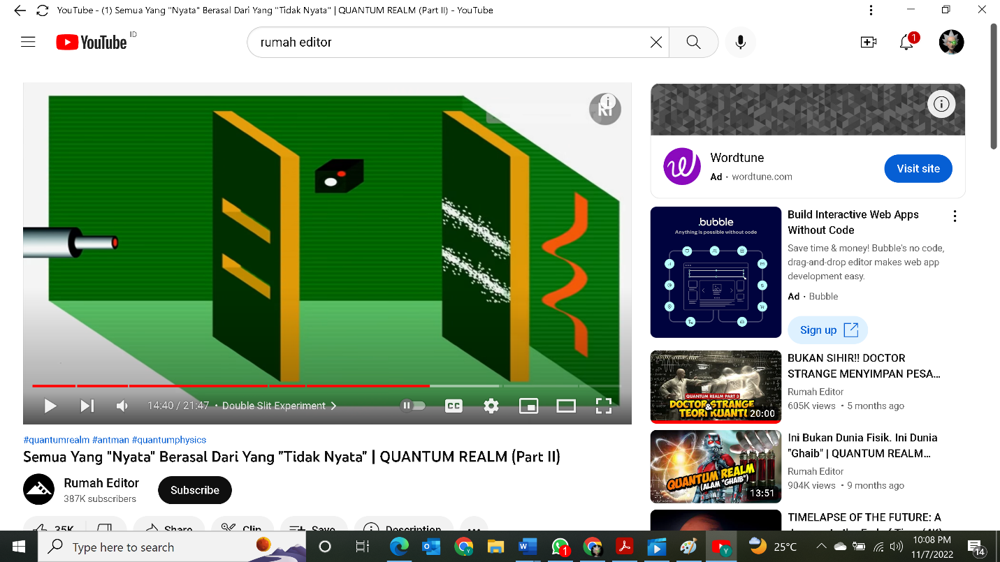 YouTube - (1) Semua Yang "Nyata" Berasal Dari Yang "Tidak Nyata" | QUANTUM REALM (Part II) - YouTube
YouTube ID
rumah editor
1
RI
i
14:40 / 21:47 • Double Slit Experiment
CC
#quantumrealm #antman #quantumphysics
Semua Yang "Nyata" Berasal Dari Yang "Tidak Nyata" | QUANTUM REALM (Part II)
Rumah Editor
387K subscribers
Subscribe
35K
Share
Clip
Save
Description
Wordtune
Ad · wordtune.com
Visit site
.bubble
Anything is possible without code
Build Interactive Web Apps
Without Code
Save time & money! Bubble's no code,
drag-and-drop editor makes web app
development easy.
Ad · Bubble
Sign up
QUANTUM REALM PART 3
DOCTOR STRANGE
&
TEORI KUANTUM
20:00
BUKAN SIHIR!! DOCTOR
STRANGE MENYIMPAN PESA...
Rumah Editor
605K views • 5 months ago
QUANTUM REALM
(ALAM "GHAIB")
13:51
Ini Bukan Dunia Fisik. Ini Dunia
"Ghaib" | QUANTUM REALM...
Rumah Editor
904K views • 9 months ago
TIMELAPSE OF THE FUTURE: A
Type here to search
1
25°C
10:08 PM
11/7/2022
14